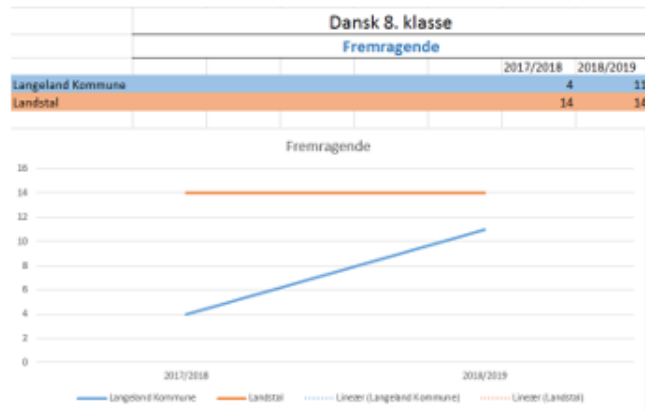 Dansk 8. klasse
Fremragende
2017/2018 2018/2019
Langeland Kommune 4 11
Landstal 14 14
Fremragende
16
14
12
10
8
6
4
2
0
2017/2018 2018/2019
Langeland Kommune Landstal Lineær (Langeland Kommune) Lineær (Landstal)